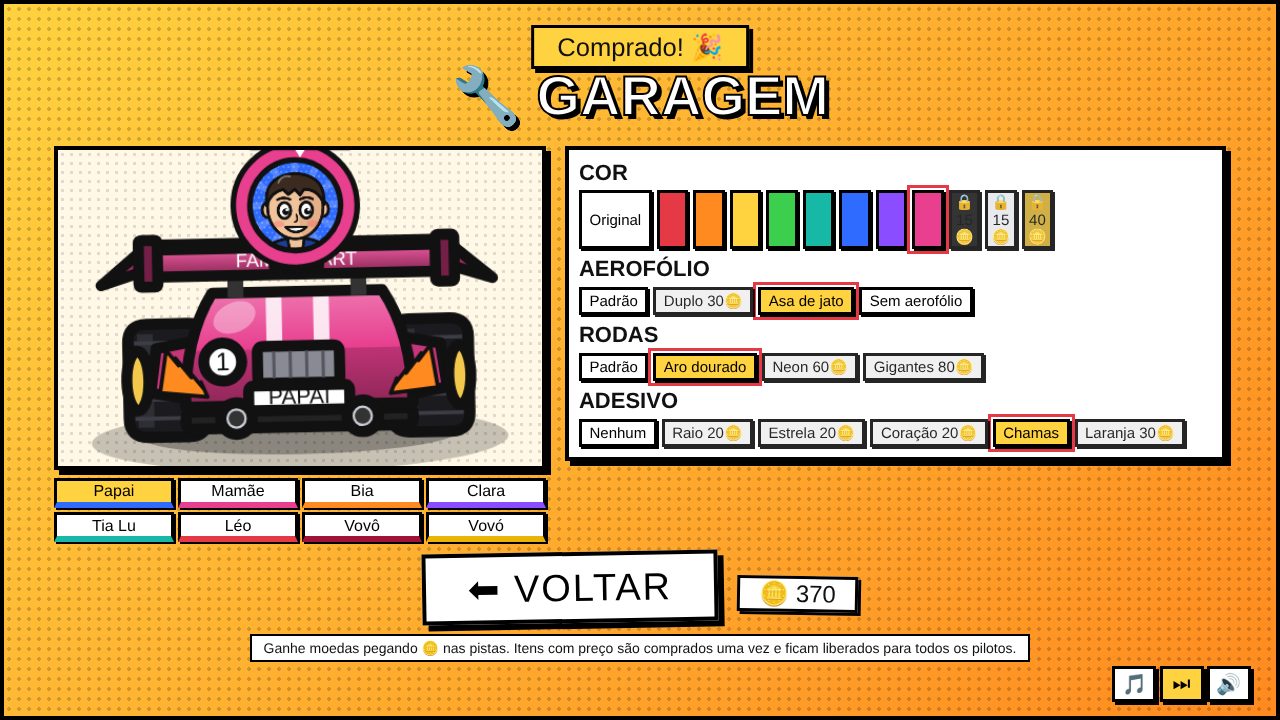 Comprado! 🎉
🔧 GARAGEM
COR
Original
🔒 15 🪙
🔒 15 🪙
🔒 40 🪙
AEROFÓLIO
Padrão Duplo 30🪙 Asa de jato Sem aerofólio
RODAS
Padrão Aro dourado Neon 60🪙 Gigantes 80🪙
ADESIVO
Nenhum Raio 20🪙 Estrela 20🪙 Coração 20🪙 Chamas Laranja 30🪙
1
PAPAI
Papai Mamãe Bia Clara
Tia Lu Léo Vovô Vovó
⬅ VOLTAR
🪙 370
Ganhe moedas pegando 🪙 nas pistas. Itens com preço são comprados uma vez e ficam liberados para todos os pilotos.